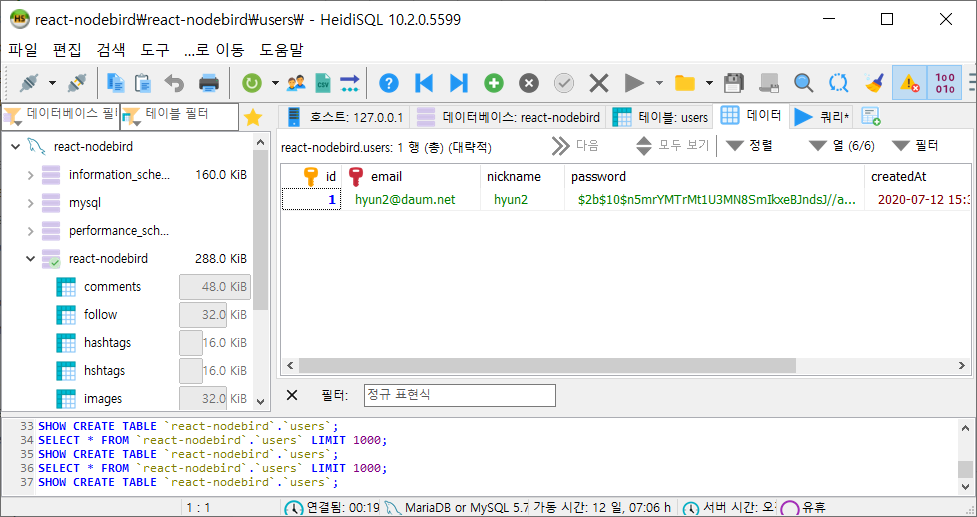 react-nodebird₩react-nodebird₩users₩ - HeidiSQL 10.2.0.5599
파일 편집 검색 도구 ...로 이동 도움말
데이터베이스 필 테이블 필터
호스트: 127.0.0.1 데이터베이스: react-nodebird 테이블: users 데이터 쿼리*
react-nodebird.users: 1 행 (총) (대략적) 다음 모두 보기 정렬 열 (6/6) 필터
react-nodebird
information_sche... 160.0 KiB
mysql
performance_sch...
react-nodebird 288.0 KiB
comments 48.0 KiB
follow 32.0 KiB
hashtags 16.0 KiB
hshtags 16.0 KiB
images 32.0 KiB
id email nickname password createdAt
1 hyun2@daum.net hyun2 $2b$10$n5mrYMTrMt1U3MN8SmIkxeBJndsJ//a... 2020-07-12 15:3
필터: 정규 표현식
33 SHOW CREATE TABLE `react-nodebird`.`users`;
34 SELECT * FROM `react-nodebird`.`users` LIMIT 1000;
35 SHOW CREATE TABLE `react-nodebird`.`users`;
36 SELECT * FROM `react-nodebird`.`users` LIMIT 1000;
37 SHOW CREATE TABLE `react-nodebird`.`users`;
1 : 1 연결됨: 00:19 MariaDB or MySQL 5.7 가동 시간: 12 일, 07:06 h 서버 시간: 오 유휴